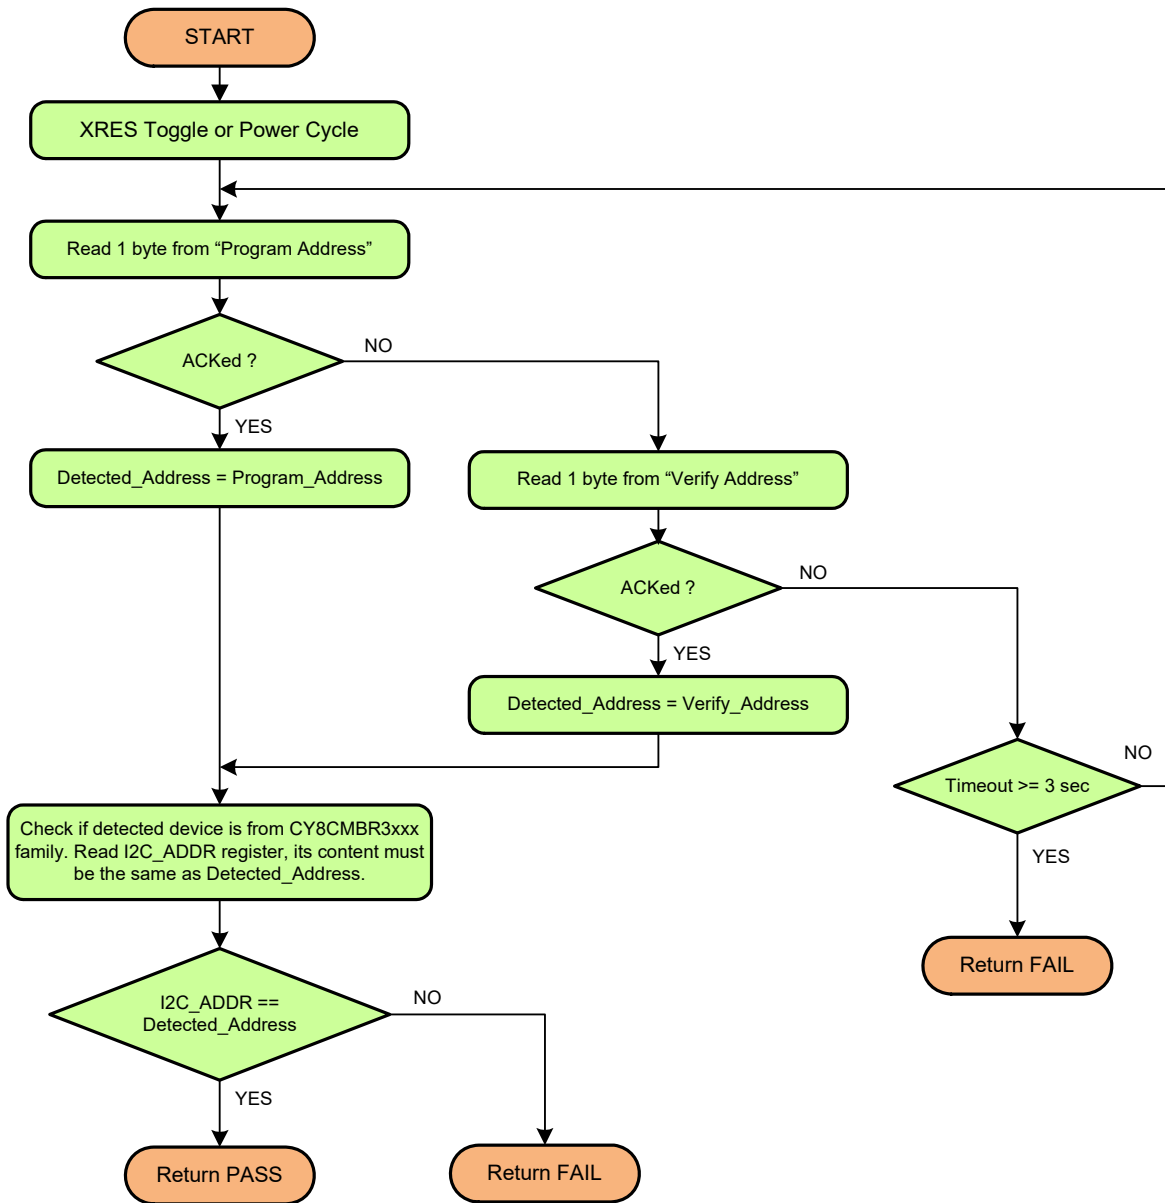 START
XRES Toggle or Power Cycle
Read 1 byte from “Program Address”
ACKed ?
NO
YES
Detected_Address = Program_Address
Read 1 byte from “Verify Address”
ACKed ?
NO
YES
Detected_Address = Verify_Address
Timeout >= 3 sec
NO
YES
Return FAIL
Check if detected device is from CY8CMBR3xxx
family. Read I2C_ADDR register, its content must
be the same as Detected_Address.
I2C_ADDR ==
Detected_Address
NO
YES
Return PASS
Return FAIL